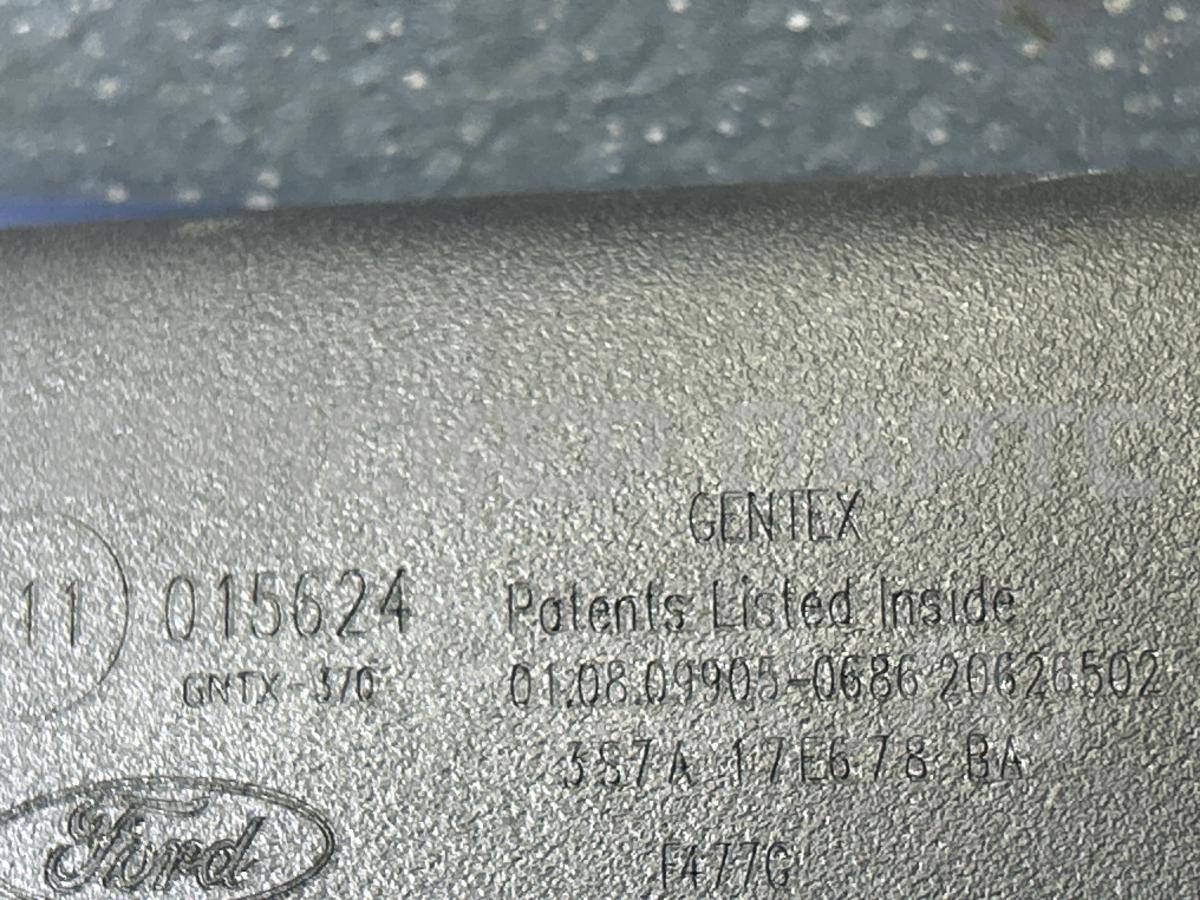 GENTEX
11 015624
Patents Listed Inside
GNTX-370
01.08.09905-0686 20626502
3S7A 17E678 BA
Ford
F477G